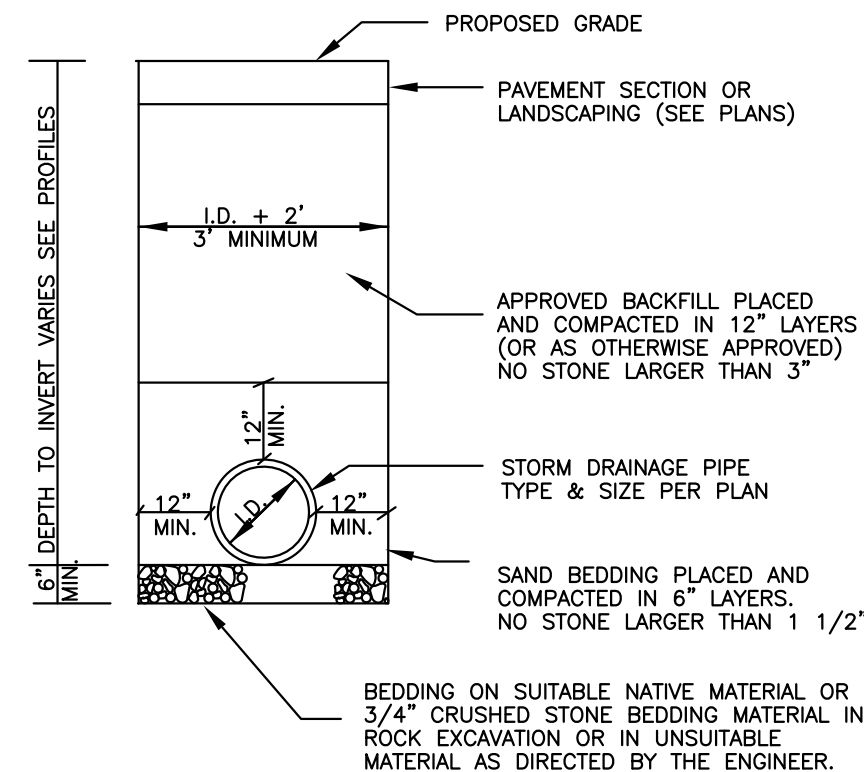 PROPOSED GRADE
PAVEMENT SECTION OR
LANDSCAPING (SEE PLANS)
6" DEPTH TO INVERT VARIES SEE PROFILES
MIN.
I.D. + 2'
3' MINIMUM
APPROVED BACKFILL PLACED
AND COMPACTED IN 12" LAYERS
(OR AS OTHERWISE APPROVED)
NO STONE LARGER THAN 3"
12"
MIN.
STORM DRAINAGE PIPE
TYPE & SIZE PER PLAN
12"
MIN.
I.D.
12"
MIN.
SAND BEDDING PLACED AND
COMPACTED IN 6" LAYERS.
NO STONE LARGER THAN 1 1/2"
BEDDING ON SUITABLE NATIVE MATERIAL OR
3/4" CRUSHED STONE BEDDING MATERIAL IN
ROCK EXCAVATION OR IN UNSUITABLE
MATERIAL AS DIRECTED BY THE ENGINEER.